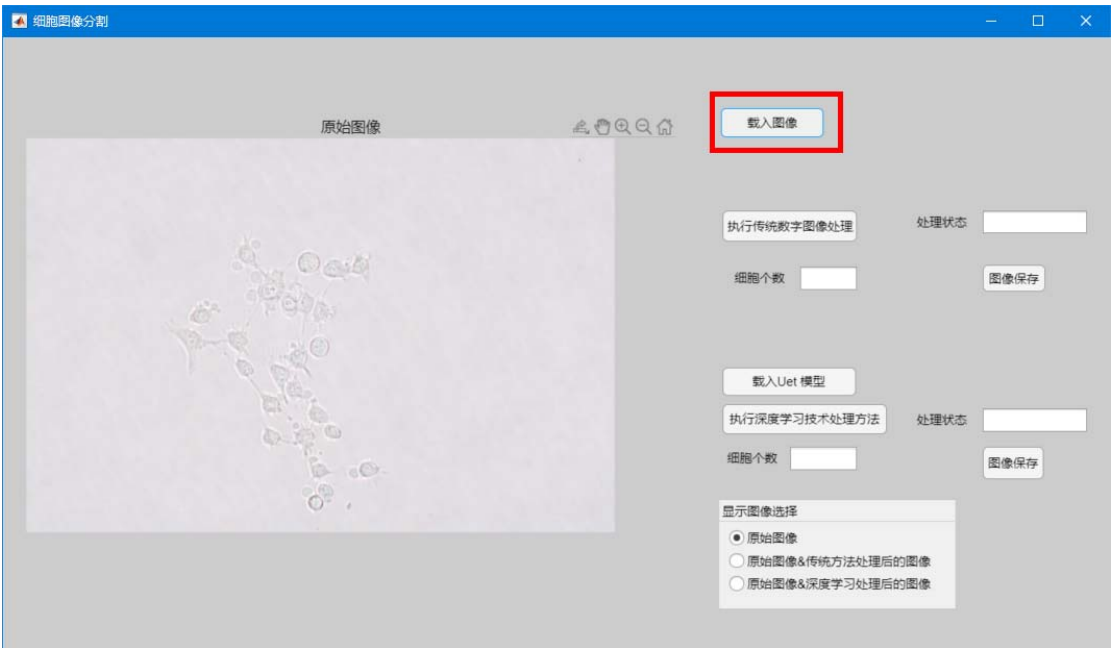 细胞图像分割
原始图像
载入图像
执行传统数字图像处理
处理状态
细胞个数
图像保存
载入Uet 模型
执行深度学习技术处理方法
处理状态
细胞个数
图像保存
显示图像选择
原始图像
原始图像&传统方法处理后的图像
原始图像&深度学习处理后的图像